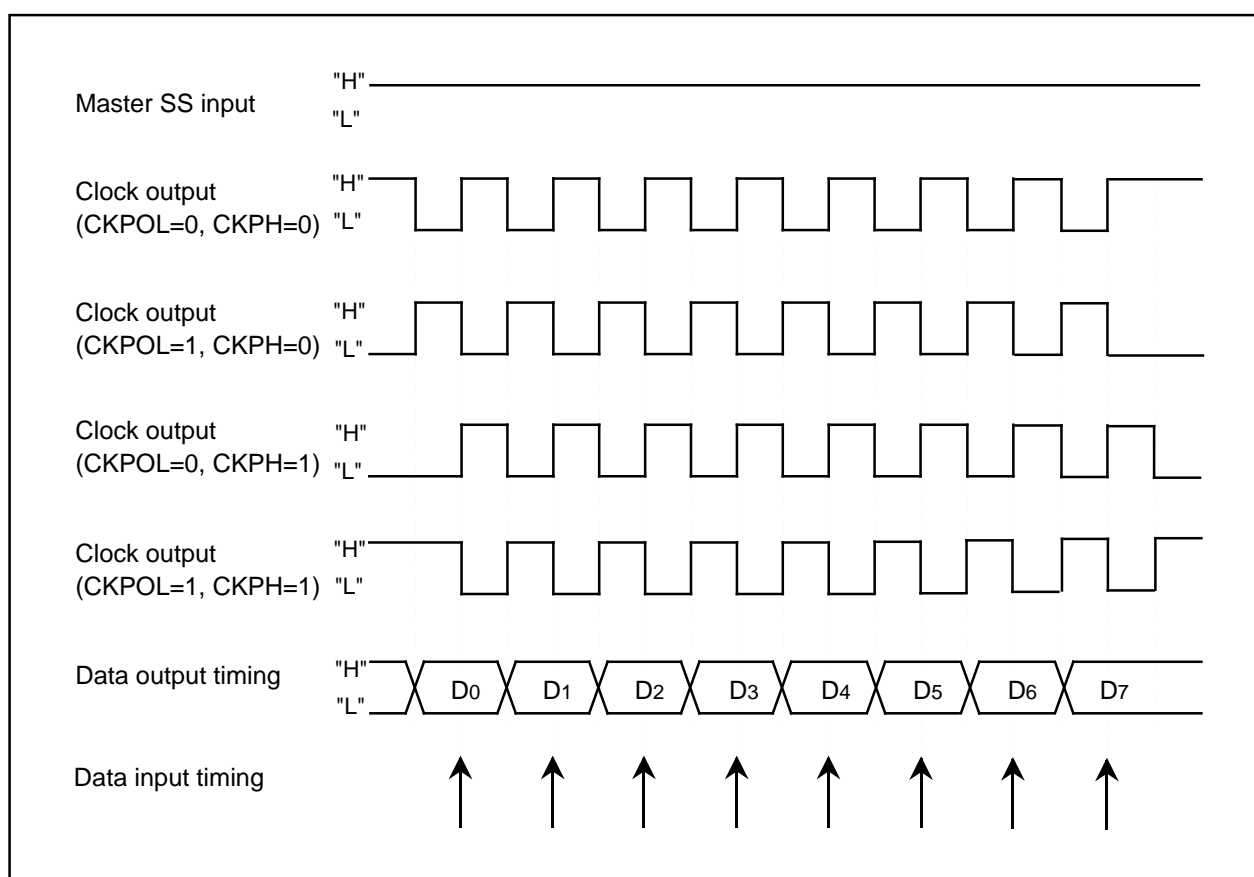 Master SS input
"H"
"L"
Clock output
(CKPOL=0, CKPH=0)
"H"
"L"
Clock output
(CKPOL=1, CKPH=0)
"H"
"L"
Clock output
(CKPOL=0, CKPH=1)
"H"
"L"
Clock output
(CKPOL=1, CKPH=1)
"H"
"L"
Data output timing
"H"
"L"
D0 D1 D2 D3 D4 D5 D6 D7
Data input timing